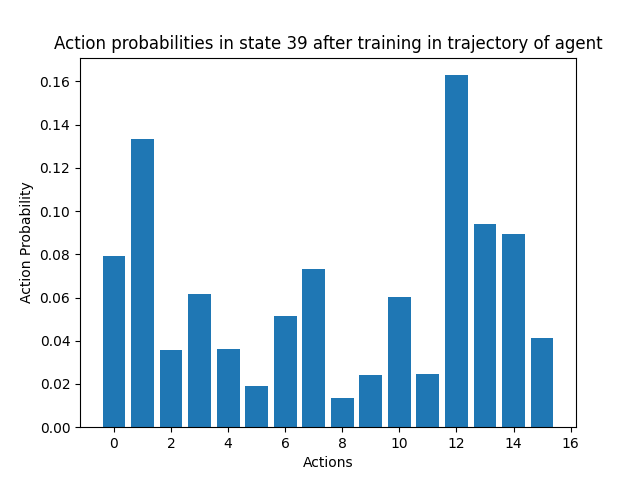 Action probabilities in state 39 after training in trajectory of agent
0.16
0.14
0.12
0.10
0.08
0.06
0.04
0.02
0.00
Action Probability
0 2 4 6 8 10 12 14 16
Actions